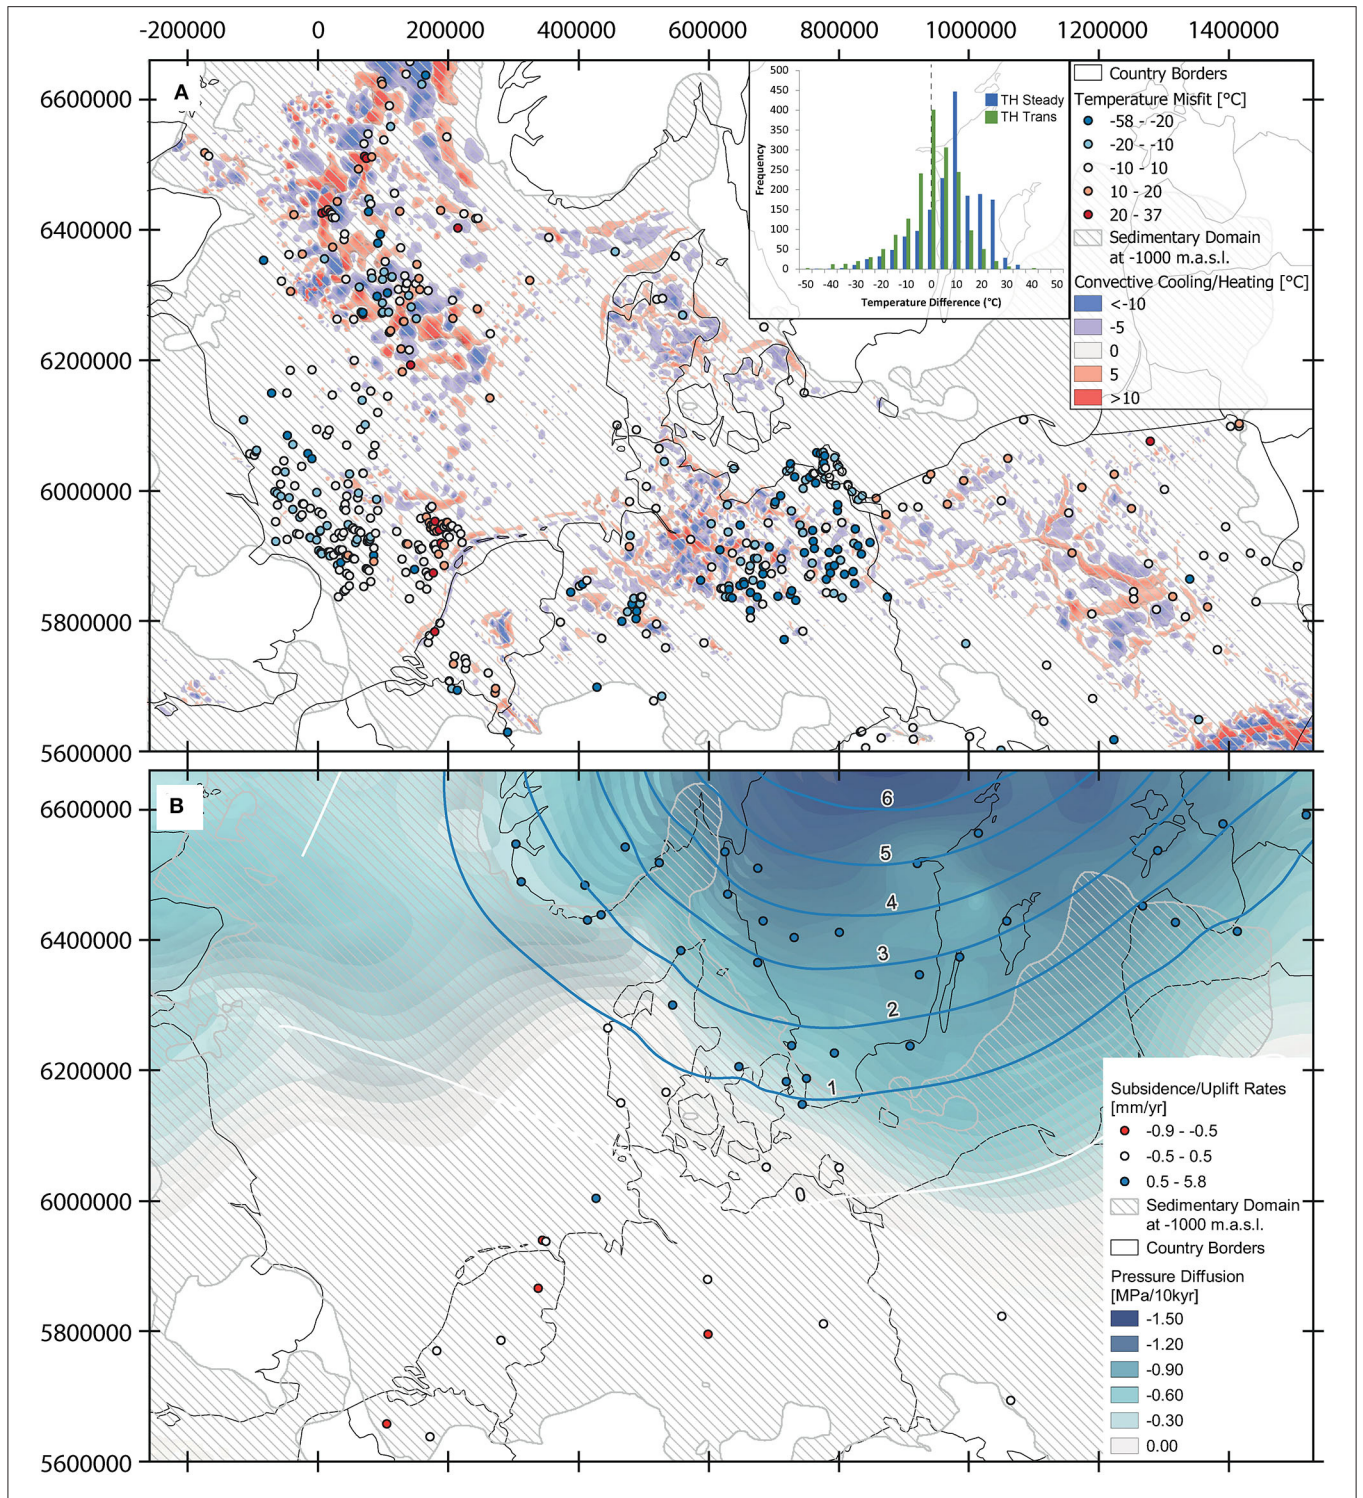 -200000 0 200000 400000 600000 800000 1000000 1200000 1400000
A
6600000
6400000
6200000
6000000
5800000
5600000
500
450
400
350
300
250
200
150
100
50
0
Frequency
-50 -40 -30 -20 -10 0 10 20 30 40 50
Temperature Difference (°C)
TH Steady
TH Trans
Country Borders
Temperature Misfit [°C]
-58 - -20
-20 - -10
-10 - 10
10 - 20
20 - 37
Sedimentary Domain
at -1000 m.a.s.l.
Convective Cooling/Heating [°C]
<-10
-5
0
5
>10
B
6600000
6400000
6200000
6000000
5800000
5600000
6
5
4
3
2
1
0
Subsidence/Uplift Rates
[mm/yr]
-0.9 - -0.5
-0.5 - 0.5
0.5 - 5.8
Sedimentary Domain
at -1000 m.a.s.l.
Country Borders
Pressure Diffusion
[MPa/10kyr]
-1.50
-1.20
-0.90
-0.60
-0.30
0.00